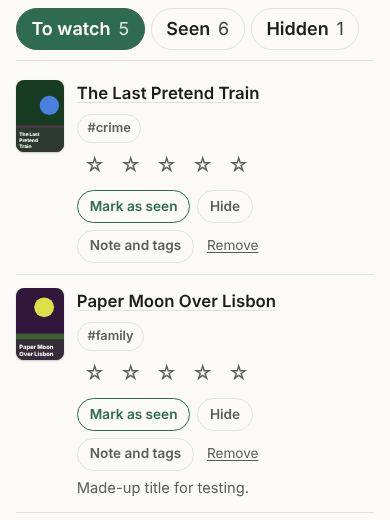 To watch 5 Seen 6 Hidden 1
The Last Pretend Train
The Last
Pretend
Train
#crime
Mark as seen Hide
Note and tags Remove
Paper Moon Over Lisbon
Paper Moon
Over Lisbon
#family
Mark as seen Hide
Note and tags Remove
Made-up title for testing.